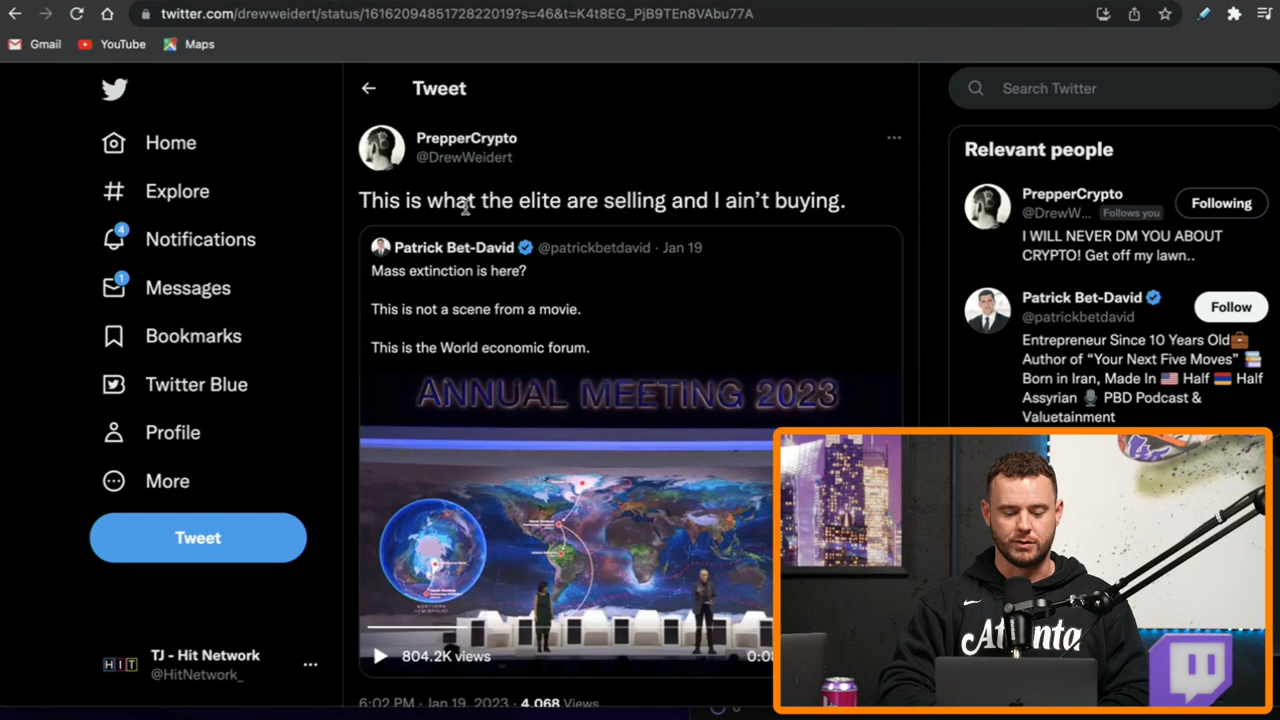 twitter.com/drewweidert/status/1616209485172822019?s=46&t=K4t8EG_PjB9TEn8VAbu77A
Gmail
YouTube
Maps
Home
Explore
4
Notifications
1
Messages
Bookmarks
Twitter Blue
Profile
More
Tweet
TJ - Hit Network
@HitNetwork_
HIT
Tweet
PrepperCrypto
@DrewWeidert
This is what the elite are selling and I ain’t buying.
Patrick Bet-David @patrickbetdavid · Jan 19
Mass extinction is here?
This is not a scene from a movie.
This is the World economic forum.
ANNUAL MEETING 2023
804.2K views
6:02 PM · Jan 19, 2023 · 4,068 Views
Search Twitter
Relevant people
PrepperCrypto
@DrewW... Follows you
Following
I WILL NEVER DM YOU ABOUT
CRYPTO! Get off my lawn..
Patrick Bet-David
@patrickbetdavid
Follow
Entrepreneur Since 10 Years Old
Author of “Your Next Five Moves”
Born in Iran, Made In Half Half
Assyrian PBD Podcast &
Valuetainment
Atlanta